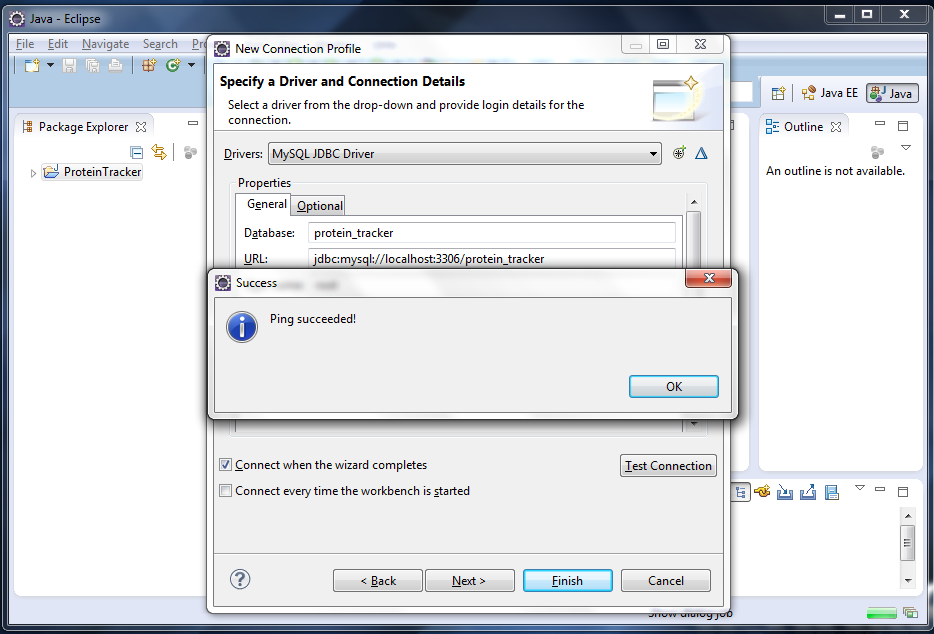 Java - Eclipse
File Edit Navigate Search
New Connection Profile
Specify a Driver and Connection Details
Select a driver from the drop-down and provide login details for the
connection.
Java EE
Java
Package Explorer
Outline
Drivers: MySQL JDBC Driver
ProteinTracker
An outline is not available.
Properties
General Optional
Database: protein_tracker
URL: jdbc:mysql://localhost:3306/protein_tracker
Success
Ping succeeded!
OK
Connect when the wizard completes
Test Connection
Connect every time the workbench is started
< Back Next > Finish Cancel
Show dialog job